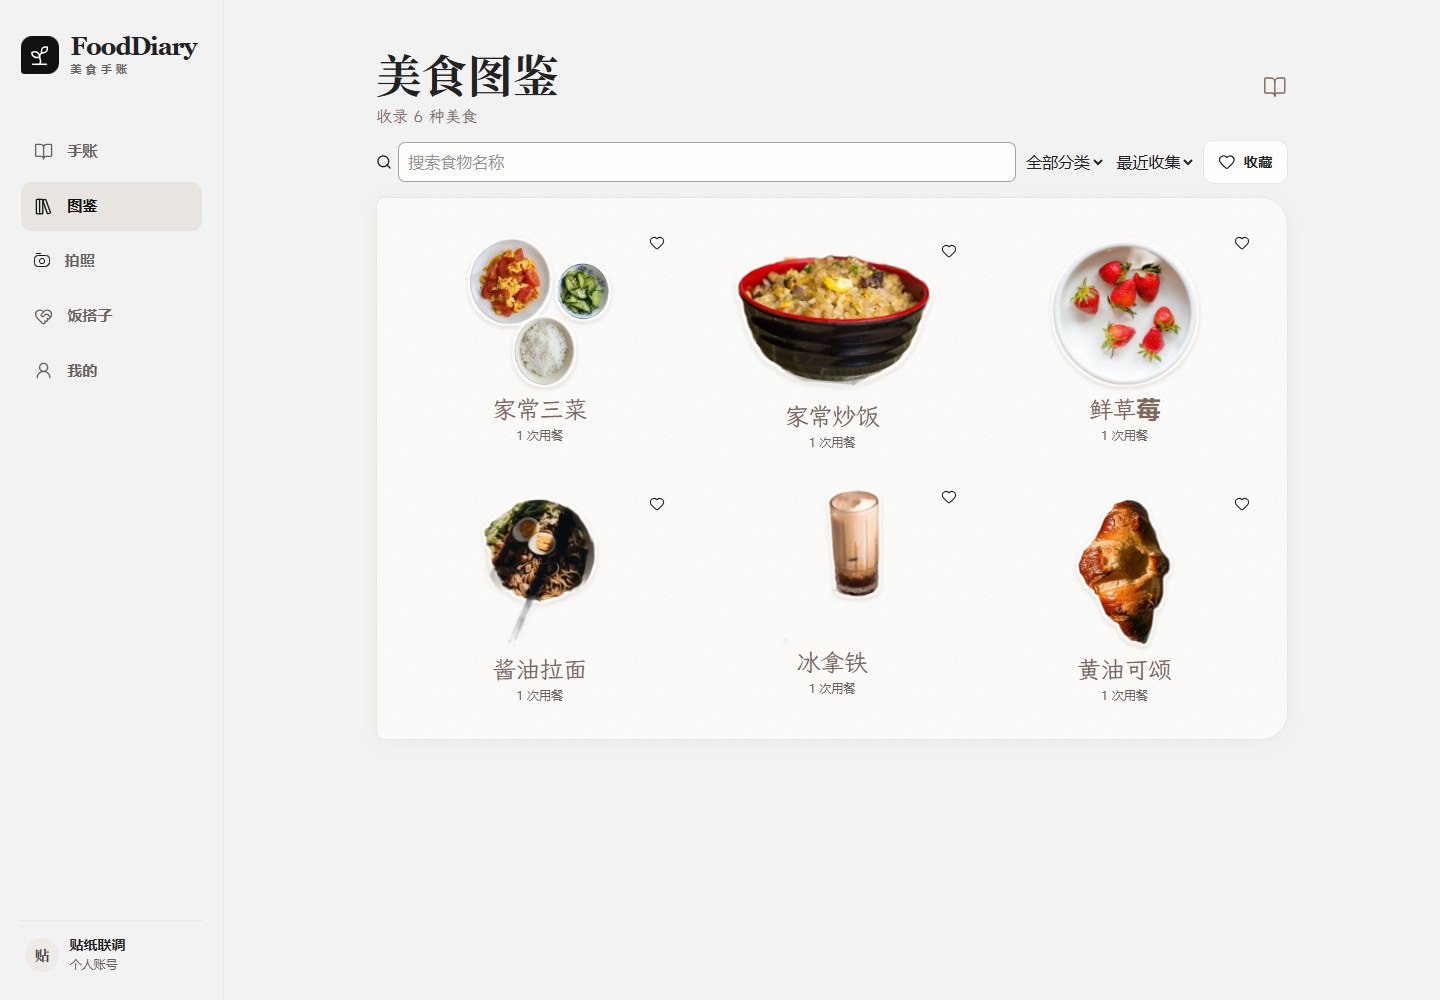 FoodDiary
美食手账
手账
图鉴
拍照
饭搭子
我的
贴纸联调
贴
个人账号
美食图鉴
收录 6 种美食
搜索食物名称
全部分类
最近收集
收藏
家常三菜
1 次用餐
家常炒饭
1 次用餐
鲜草莓
1 次用餐
酱油拉面
1 次用餐
冰拿铁
1 次用餐
黄油可颂
1 次用餐